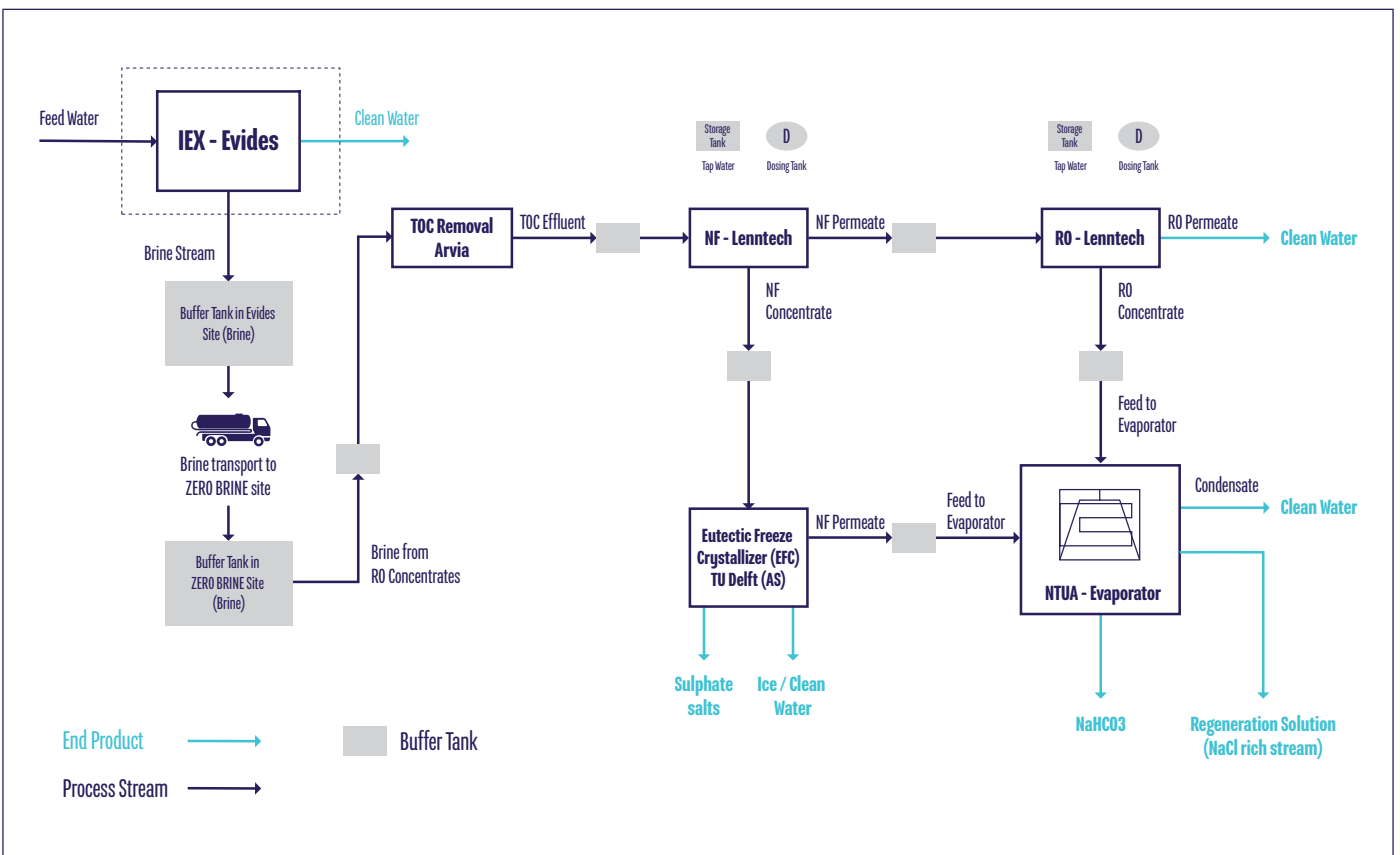 Feed Water
IEX - Evides
Clean Water
Brine Stream
Buffer Tank in Evides
Site (Brine)
Brine transport to
ZERO BRINE site
Buffer Tank in
ZERO BRINE Site
(Brine)
Brine from
RO Concentrates
TOC Removal
Arvia
TOC Effluent
Storage
Tank
Tap Water
D
Dosing Tank
NF - Lenntech
NF Permeate
NF
Concentrate
Storage
Tank
Tap Water
D
Dosing Tank
RO - Lenntech
RO Permeate
Clean Water
RO
Concentrate
Feed to
Evaporator
Eutectic Freeze
Crystallizer (EFC)
TU Delft (AS)
NF Permeate
Feed to
Evaporator
NTUA - Evaporator
Condensate
Clean Water
Sulphate
salts
Ice / Clean
Water
NaHCO3
Regeneration Solution
(NaCl rich stream)
End Product
Buffer Tank
Process Stream